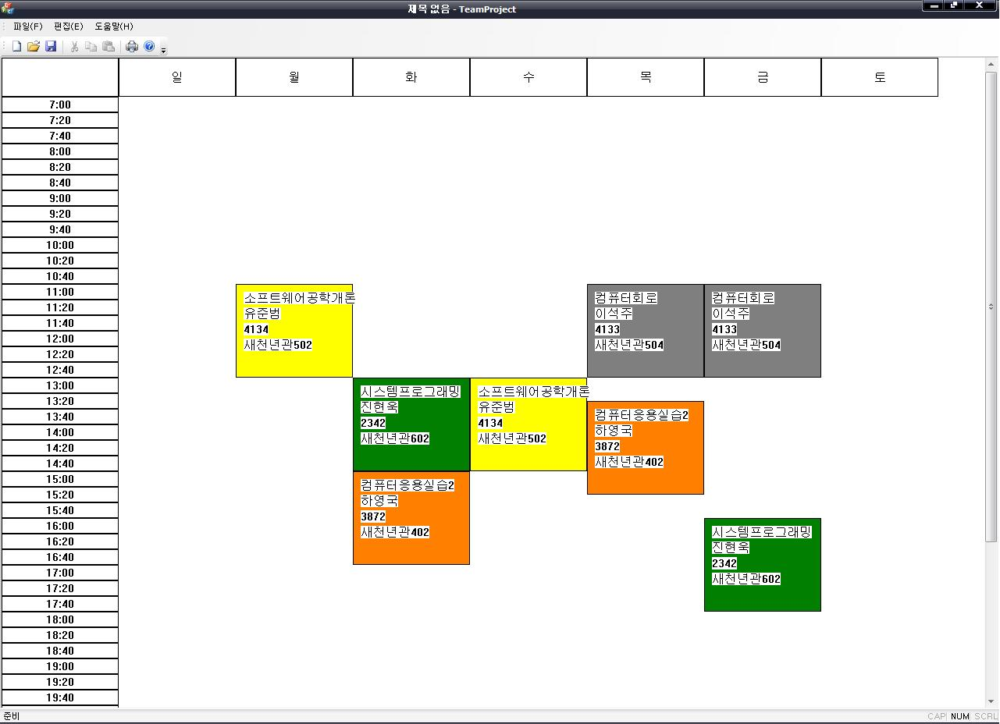 제목 없음 - TeamProject
파일(F) 편집(E) 도움말(H)
일 월 화 수 목 금 토
7:00
7:20
7:40
8:00
8:20
8:40
9:00
9:20
9:40
10:00
10:20
10:40
11:00
11:20
11:40
12:00
12:20
12:40
13:00
13:20
13:40
14:00
14:20
14:40
15:00
15:20
15:40
16:00
16:20
16:40
17:00
17:20
17:40
18:00
18:20
18:40
19:00
19:20
19:40
소프트웨어공학개론
유준범
4134
새천년관502
시스템프로그래밍
진현욱
2342
새천년관602
컴퓨터응용실습2
하영국
3872
새천년관402
소프트웨어공학개론
유준범
4134
새천년관502
컴퓨터회로
이석주
4133
새천년관504
컴퓨터응용실습2
하영국
3872
새천년관402
컴퓨터회로
이석주
4133
새천년관504
시스템프로그래밍
진현욱
2342
새천년관602
준비
CAP NUM SCRL